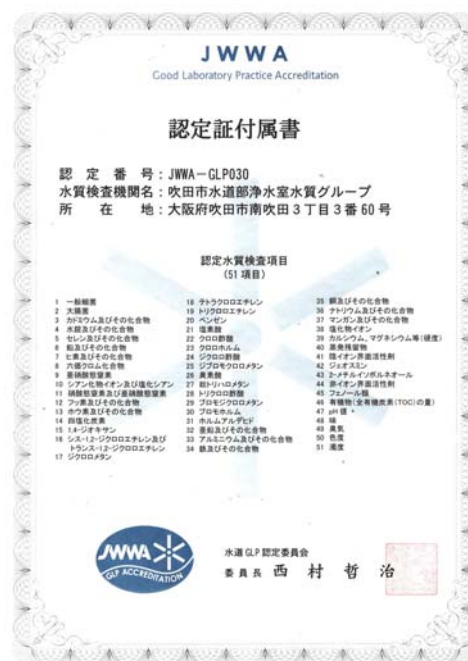 JWWA
Good Laboratory Practice Accreditation
認定証付属書
認定番号：JWWA－GLP030
水質検査機関名：吹田市水道部浄水室水質グループ
所在地：大阪府吹田市南吹田３丁目３番60号
認定水質検査項目
(51項目)
1 一般細菌
2 大腸菌
3 カドミウム及びその化合物
4 水銀及びその化合物
5 セレン及びその化合物
6 鉛及びその化合物
7 ヒ素及びその化合物
8 六価クロム化合物
9 亜硝酸態窒素
10 シアン化物イオン及び塩化シアン
11 硝酸態窒素及び亜硝酸態窒素
12 フッ素及びその化合物
13 ホウ素及びその化合物
14 四塩化炭素
15 1,4-ジオキサン
16 シス-1,2-ジクロロエチレン及び
トランス-1,2-ジクロロエチレン
17 ジクロロメタン
18 テトラクロロエチレン
19 トリクロロエチレン
20 ベンゼン
21 塩素酸
22 クロロ酢酸
23 クロロホルム
24 ジクロロ酢酸
25 ジブロモクロロメタン
26 臭素酸
27 総トリハロメタン
28 トリクロロ酢酸
29 ブロモジクロロメタン
30 ブロモホルム
31 ホルムアルデヒド
32 亜鉛及びその化合物
33 アルミニウム及びその化合物
34 鉄及びその化合物
35 銅及びその化合物
36 ナトリウム及びその化合物
37 マンガン及びその化合物
38 塩化物イオン
39 カルシウム、マグネシウム等(硬度)
40 蒸発残留物
41 陰イオン界面活性剤
42 ジェオスミン
43 2-メチルイソボルネオール
44 非イオン界面活性剤
45 フェノール類
46 有機物(全有機炭素(TOC)の量)
47 pH値
48 味
49 臭気
50 色度
51 濁度
JWWA
GLP ACCREDITATION
水道GLP認定委員会
委員長 西村哲治